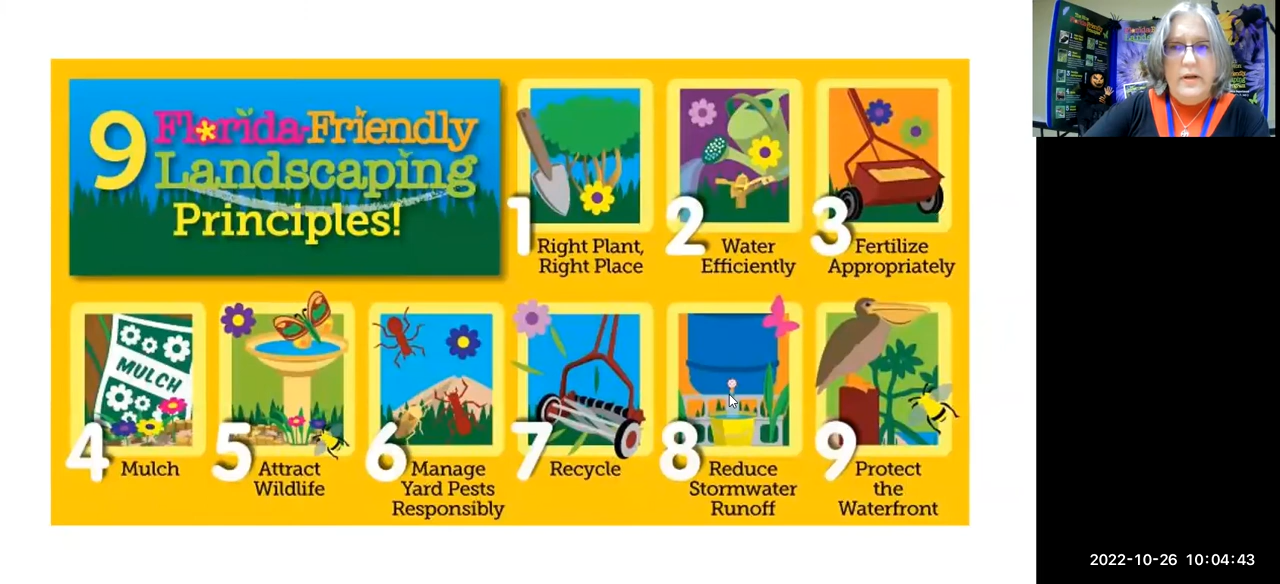 9 Florida-Friendly
Landscaping
Principles!
1 Right Plant,
Right Place
2 Water
Efficiently
3 Fertilize
Appropriately
MULCH
4 Mulch
5 Attract
Wildlife
6 Manage
Yard Pests
Responsibly
7 Recycle
8 Reduce
Stormwater
Runoff
9 Protect
the
Waterfront
2022-10-26 10:04:43